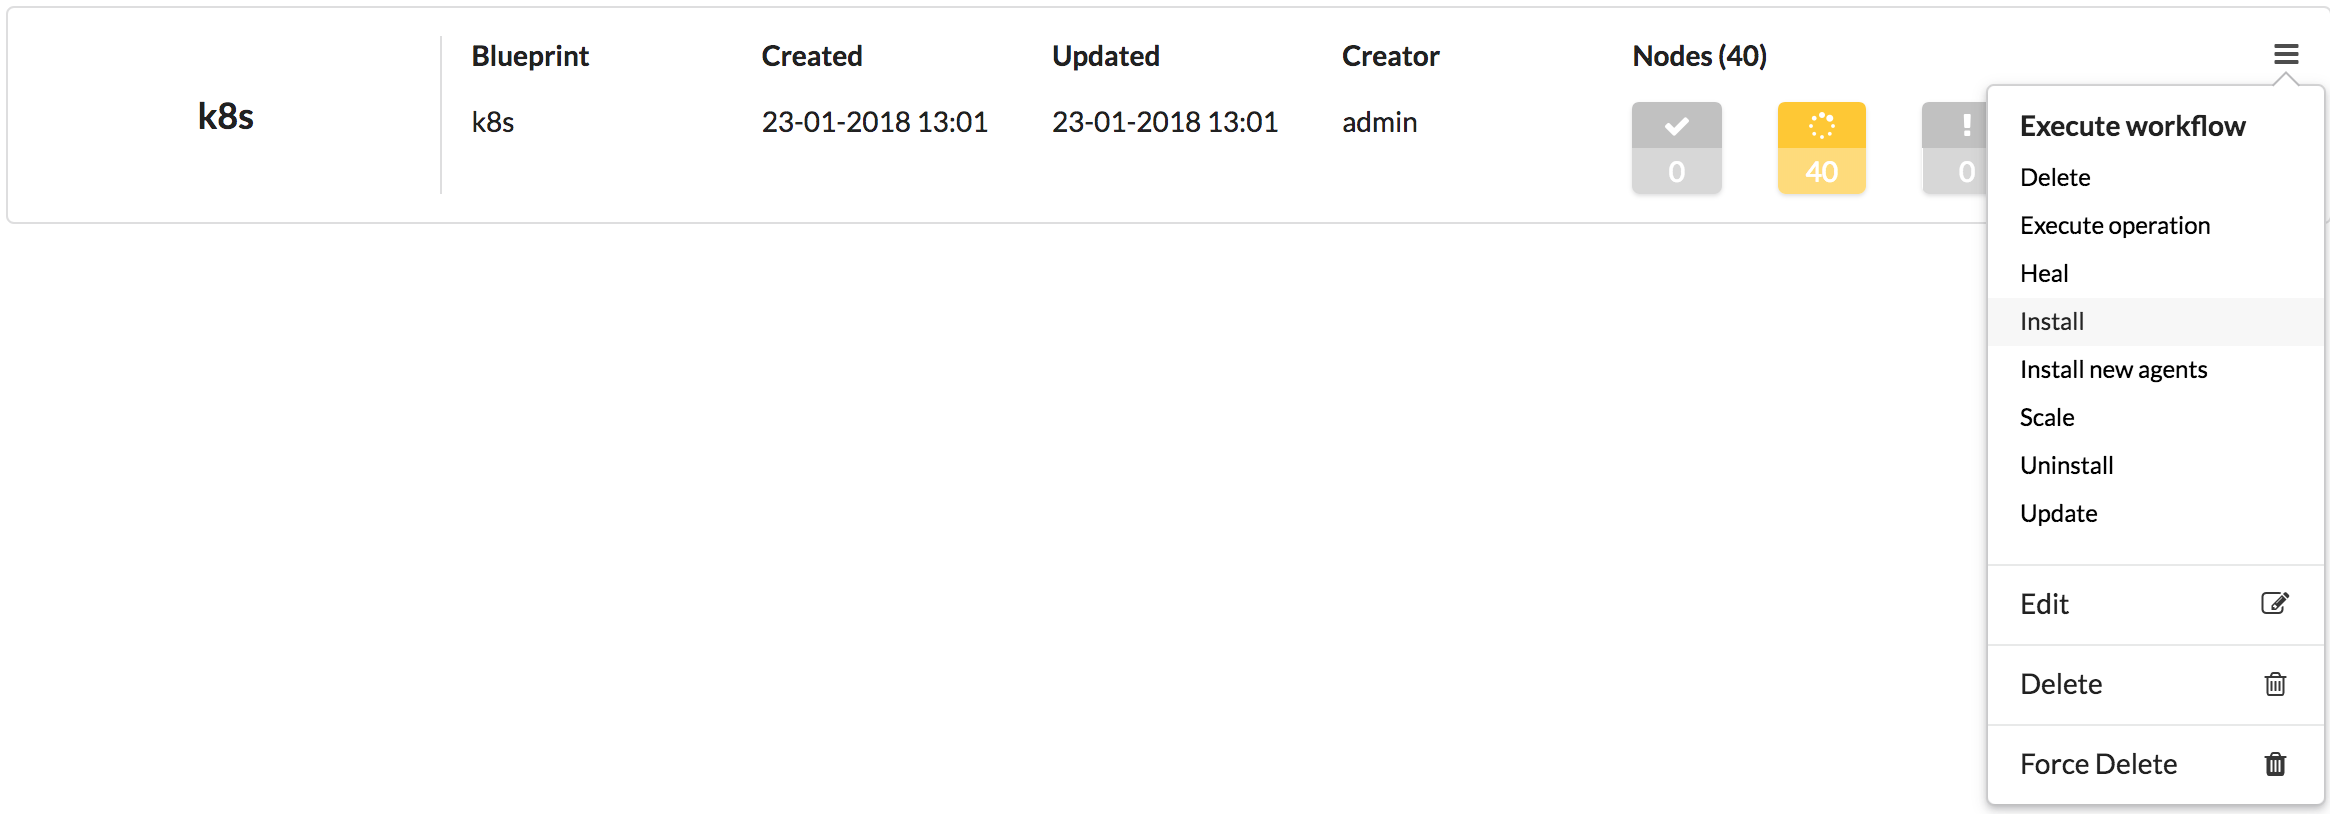 k8s
Blueprint
k8s
Created
23-01-2018 13:01
Updated
23-01-2018 13:01
Creator
admin
Nodes (40)
0
40
!
0
Execute workflow
Delete
Execute operation
Heal
Install
Install new agents
Scale
Uninstall
Update
Edit
Delete
Force Delete